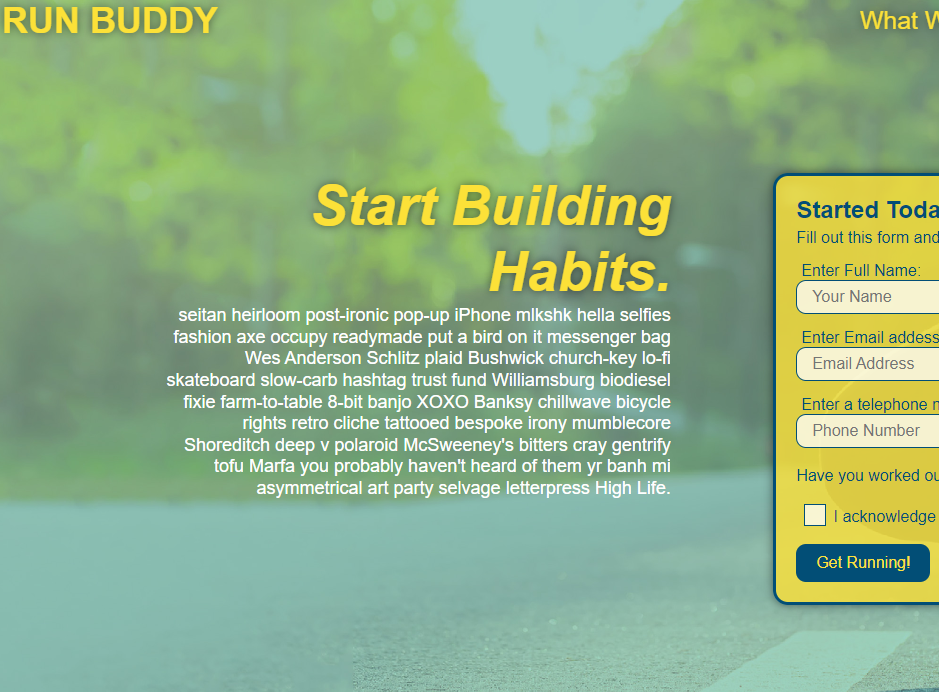 RUN BUDDY
What W
Start Building
Habits.
seitan heirloom post-ironic pop-up iPhone mlkshk hella selfies
fashion axe occupy readymade put a bird on it messenger bag
Wes Anderson Schlitz plaid Bushwick church-key lo-fi
skateboard slow-carb hashtag trust fund Williamsburg biodiesel
fixie farm-to-table 8-bit banjo XOXO Banksy chillwave bicycle
rights retro cliche tattooed bespoke irony mumblecore
Shoreditch deep v polaroid McSweeney's bitters cray gentrify
tofu Marfa you probably haven't heard of them yr banh mi
asymmetrical art party selvage letterpress High Life.
Started Toda
Fill out this form and
Enter Full Name:
Your Name
Enter Email addess
Email Address
Enter a telephone n
Phone Number
Have you worked ou
I acknowledge
Get Running!